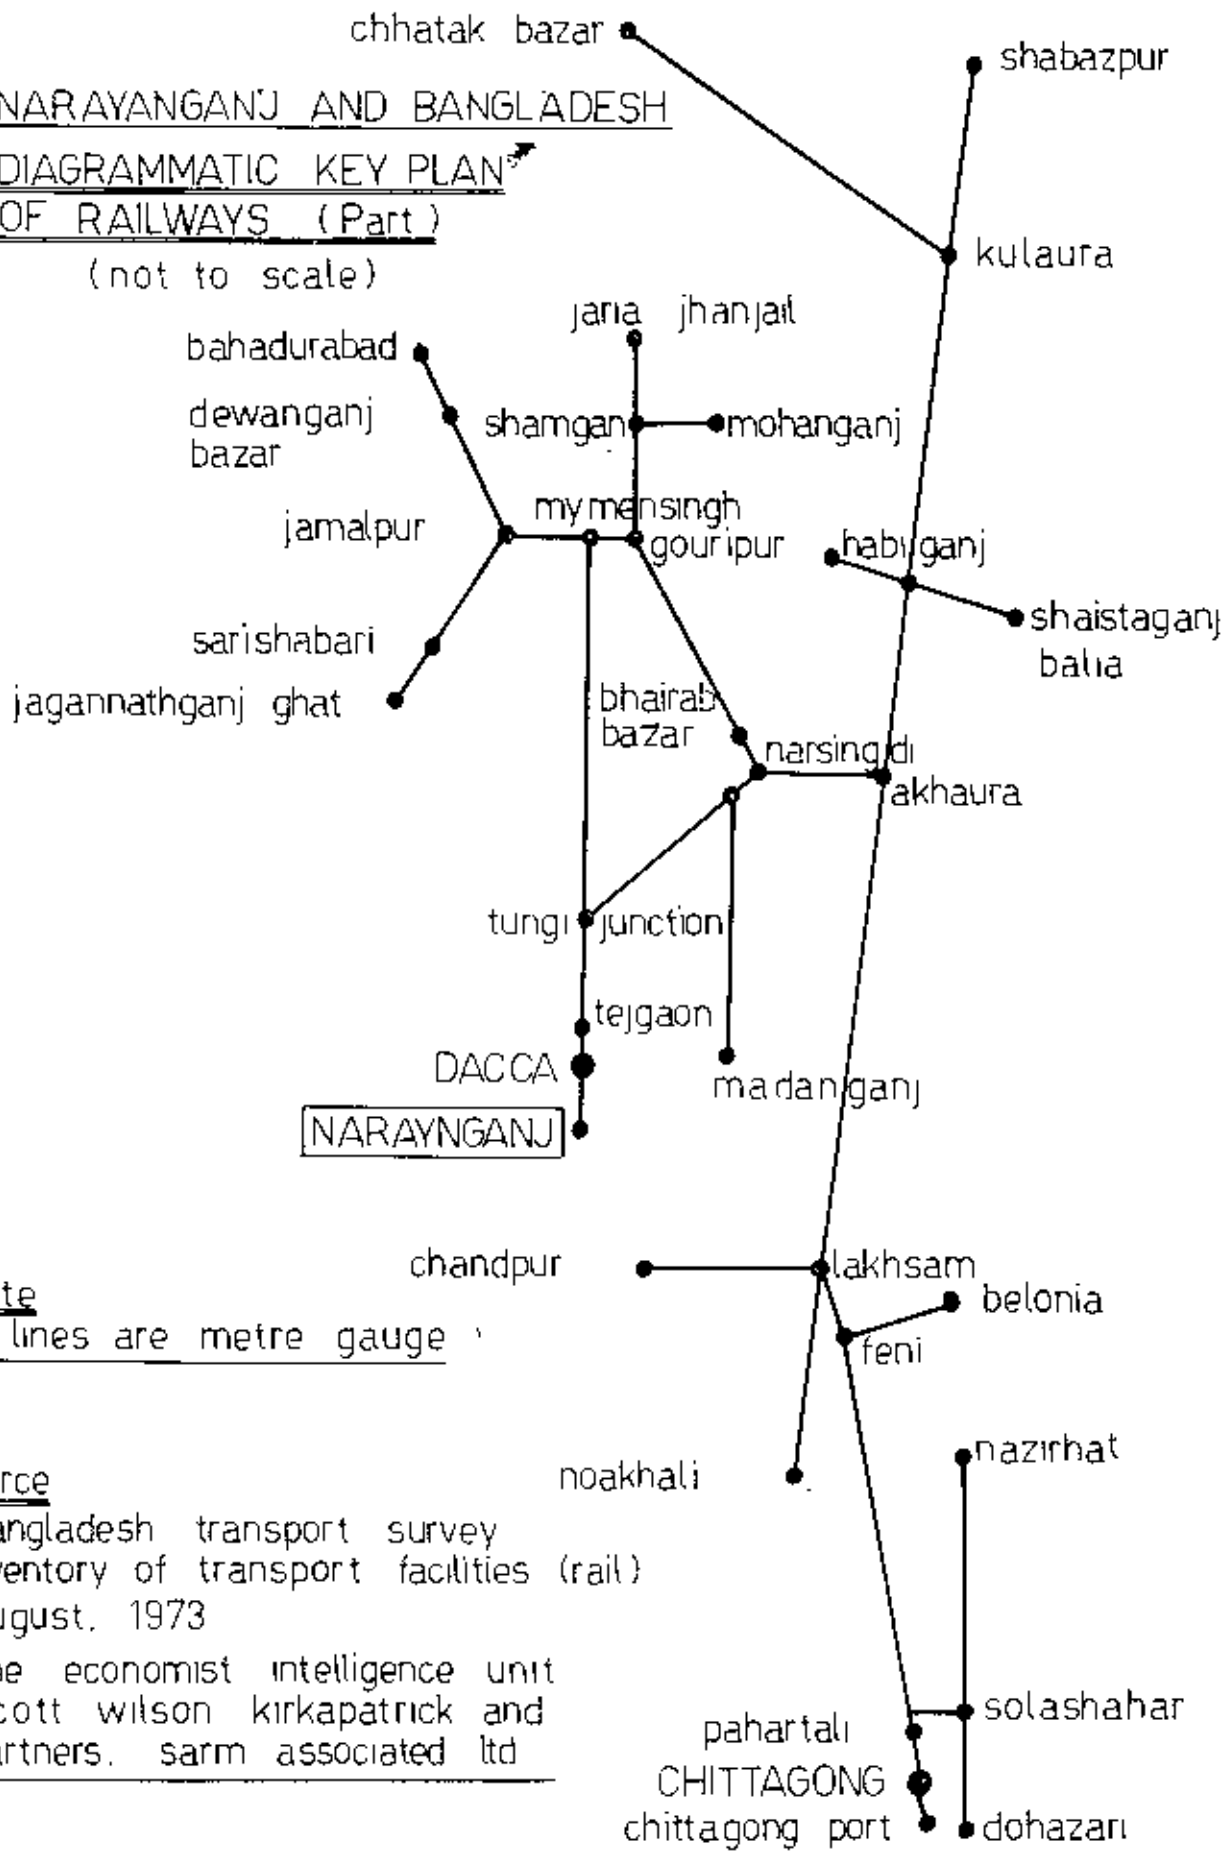 chhatak bazar
shabazpur
NARAYANGANJ AND BANGLADESH
DIAGRAMMATIC KEY PLAN
OF RAILWAYS (Part)
(not to scale)
kulaura
jaria jhanjail
bahadurabad
dewanganj
bazar
shamganj
mohanganj
mymensingh
jamalpur
gouripur
habiganj
shaistaganj
balia
sarishabari
jagannathganj ghat
bhairab
bazar
narsingdi
akhaura
tungi junction
tejgaon
DACCA
madanganj
NARAYNGANJ
chandpur
lakhsam
belonia
feni
te
lines are metre gauge
noakhali
nazirhat
rce
angladesh transport survey
ventory of transport facilities (rail)
ugust, 1973
he economist intelligence unit
cott wilson kirkapatrick and
artners. sarm associated ltd
solashahar
pahartali
CHITTAGONG
chittagong port
dohazari